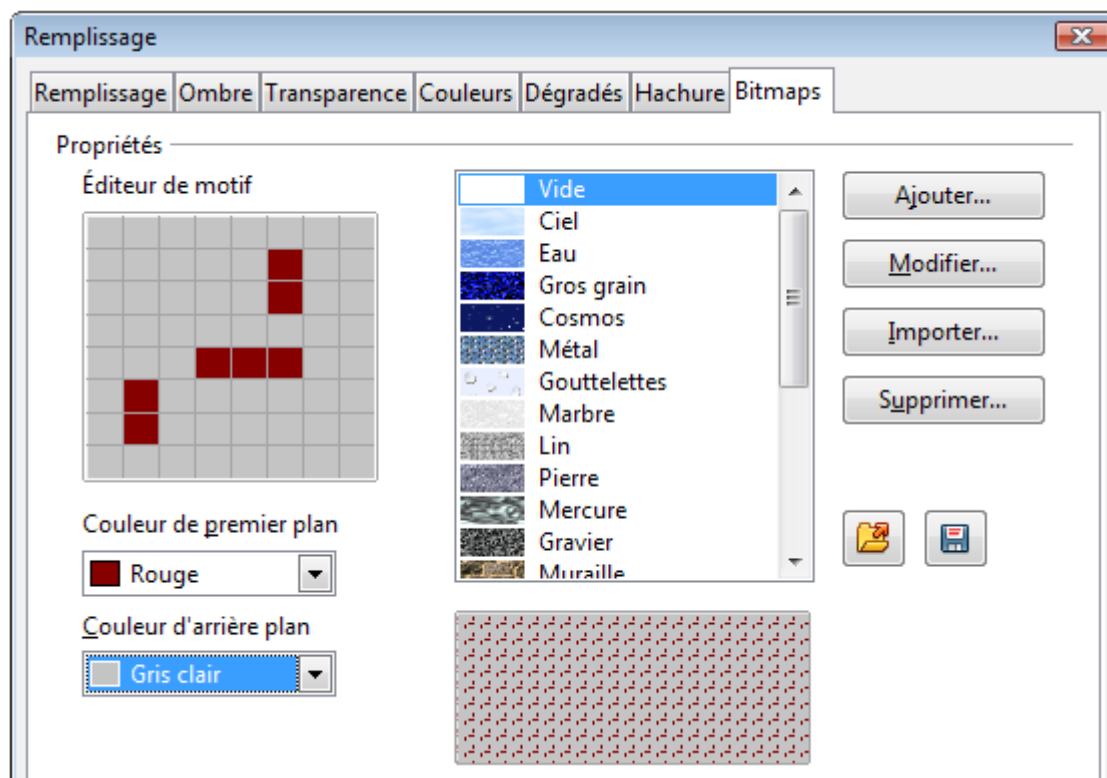 Remplissage
Remplissage Ombre Transparence Couleurs Dégradés Hachure Bitmaps
Propriétés
Éditeur de motif
Couleur de premier plan
Rouge
Couleur d'arrière plan
Gris clair
Vide
Ciel
Eau
Gros grain
Cosmos
Métal
Gouttelettes
Marbre
Lin
Pierre
Mercure
Gravier
Muraille
Ajouter...
Modifier...
Importer...
Supprimer...